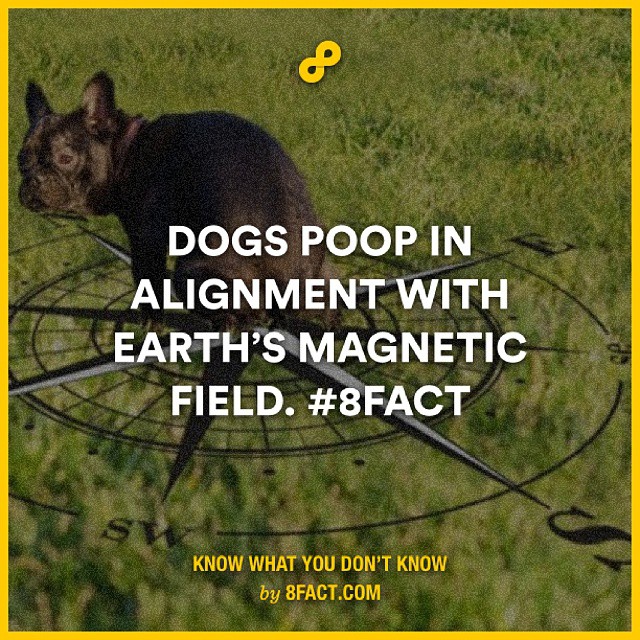 DOGS POOP IN
ALIGNMENT WITH
EARTH'S MAGNETIC
FIELD. #8FACT
SW
S
KNOW WHAT YOU DON'T KNOW
by 8FACT.COM